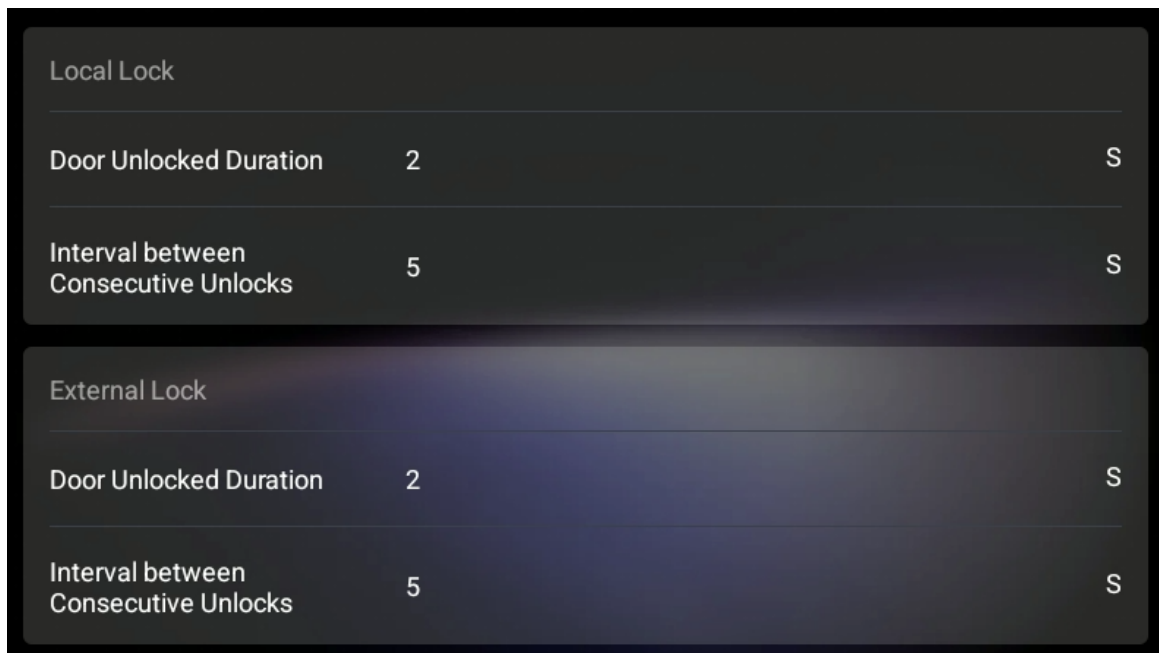 Local Lock
Door Unlocked Duration 2 S
Interval between
Consecutive Unlocks 5 S
External Lock
Door Unlocked Duration 2 S
Interval between
Consecutive Unlocks 5 S